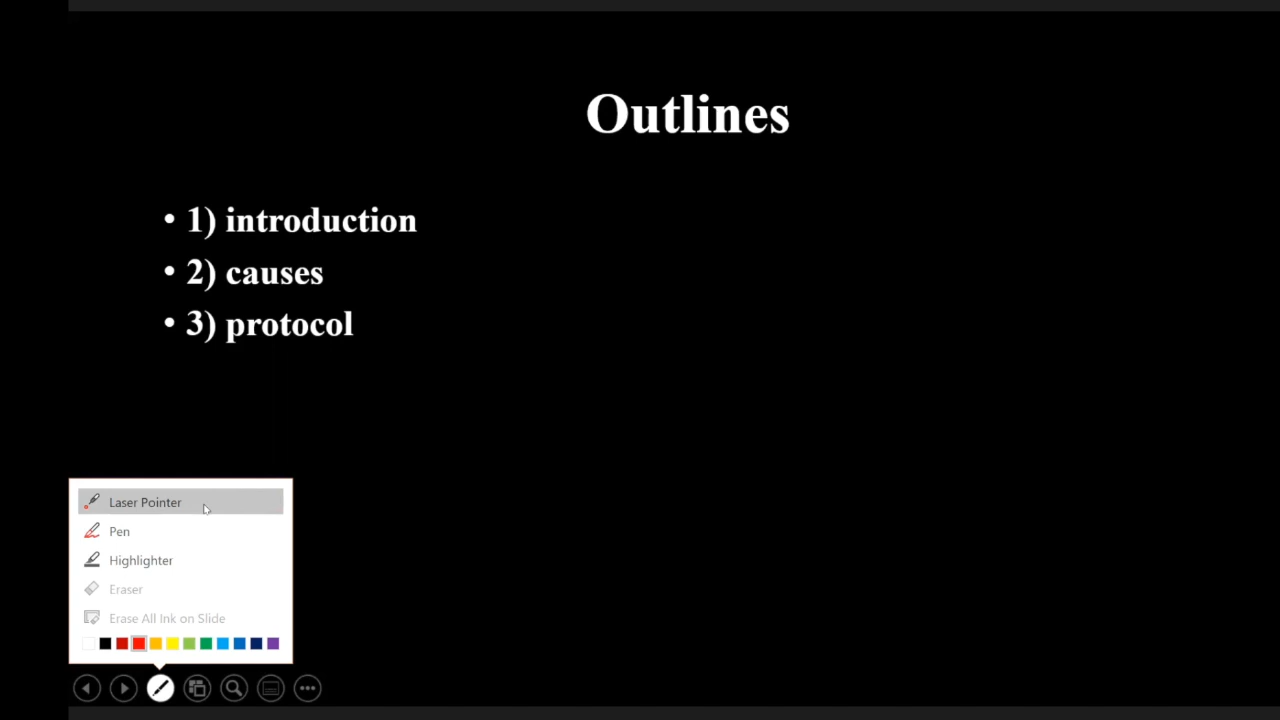 Outlines
• 1) introduction
• 2) causes
• 3) protocol
Laser Pointer
Pen
Highlighter
Eraser
Erase All Ink on Slide